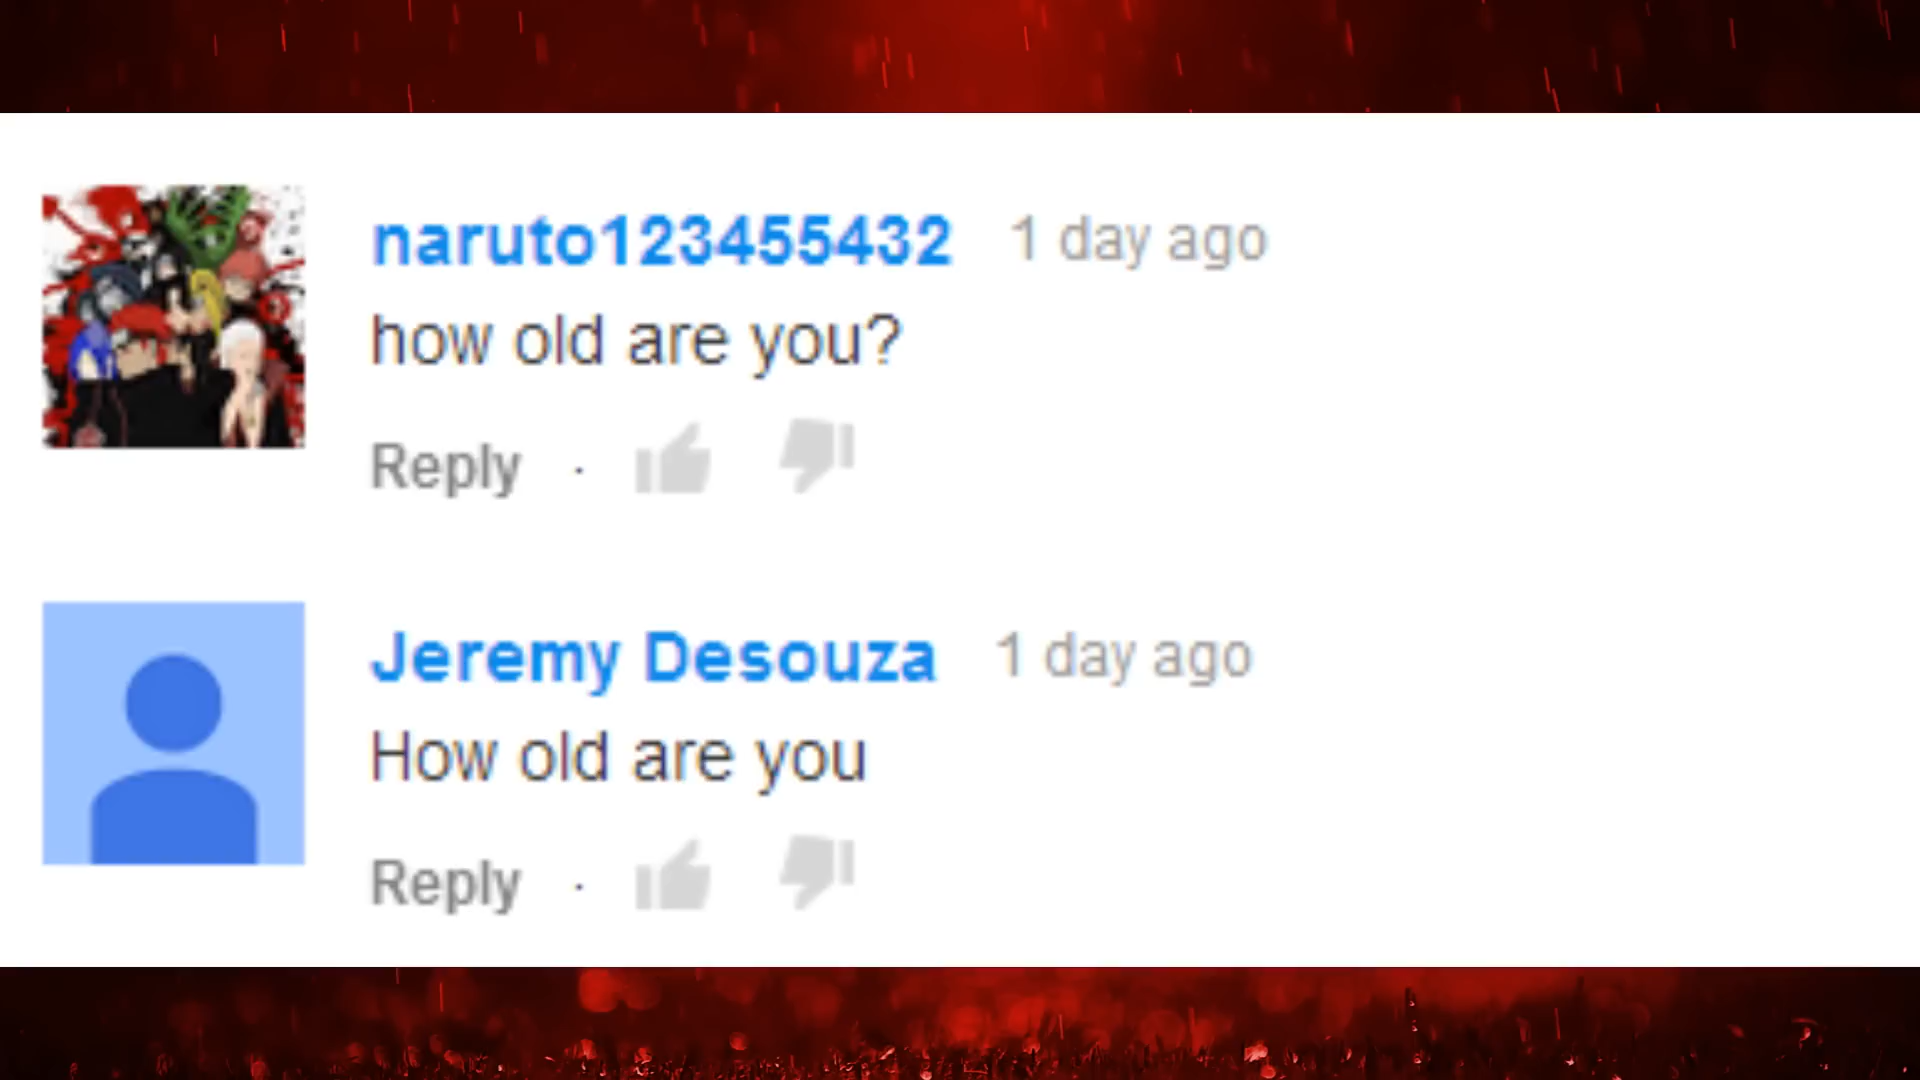 naruto123455432 1 day ago
how old are you?
Reply ·
Jeremy Desouza 1 day ago
How old are you
Reply ·